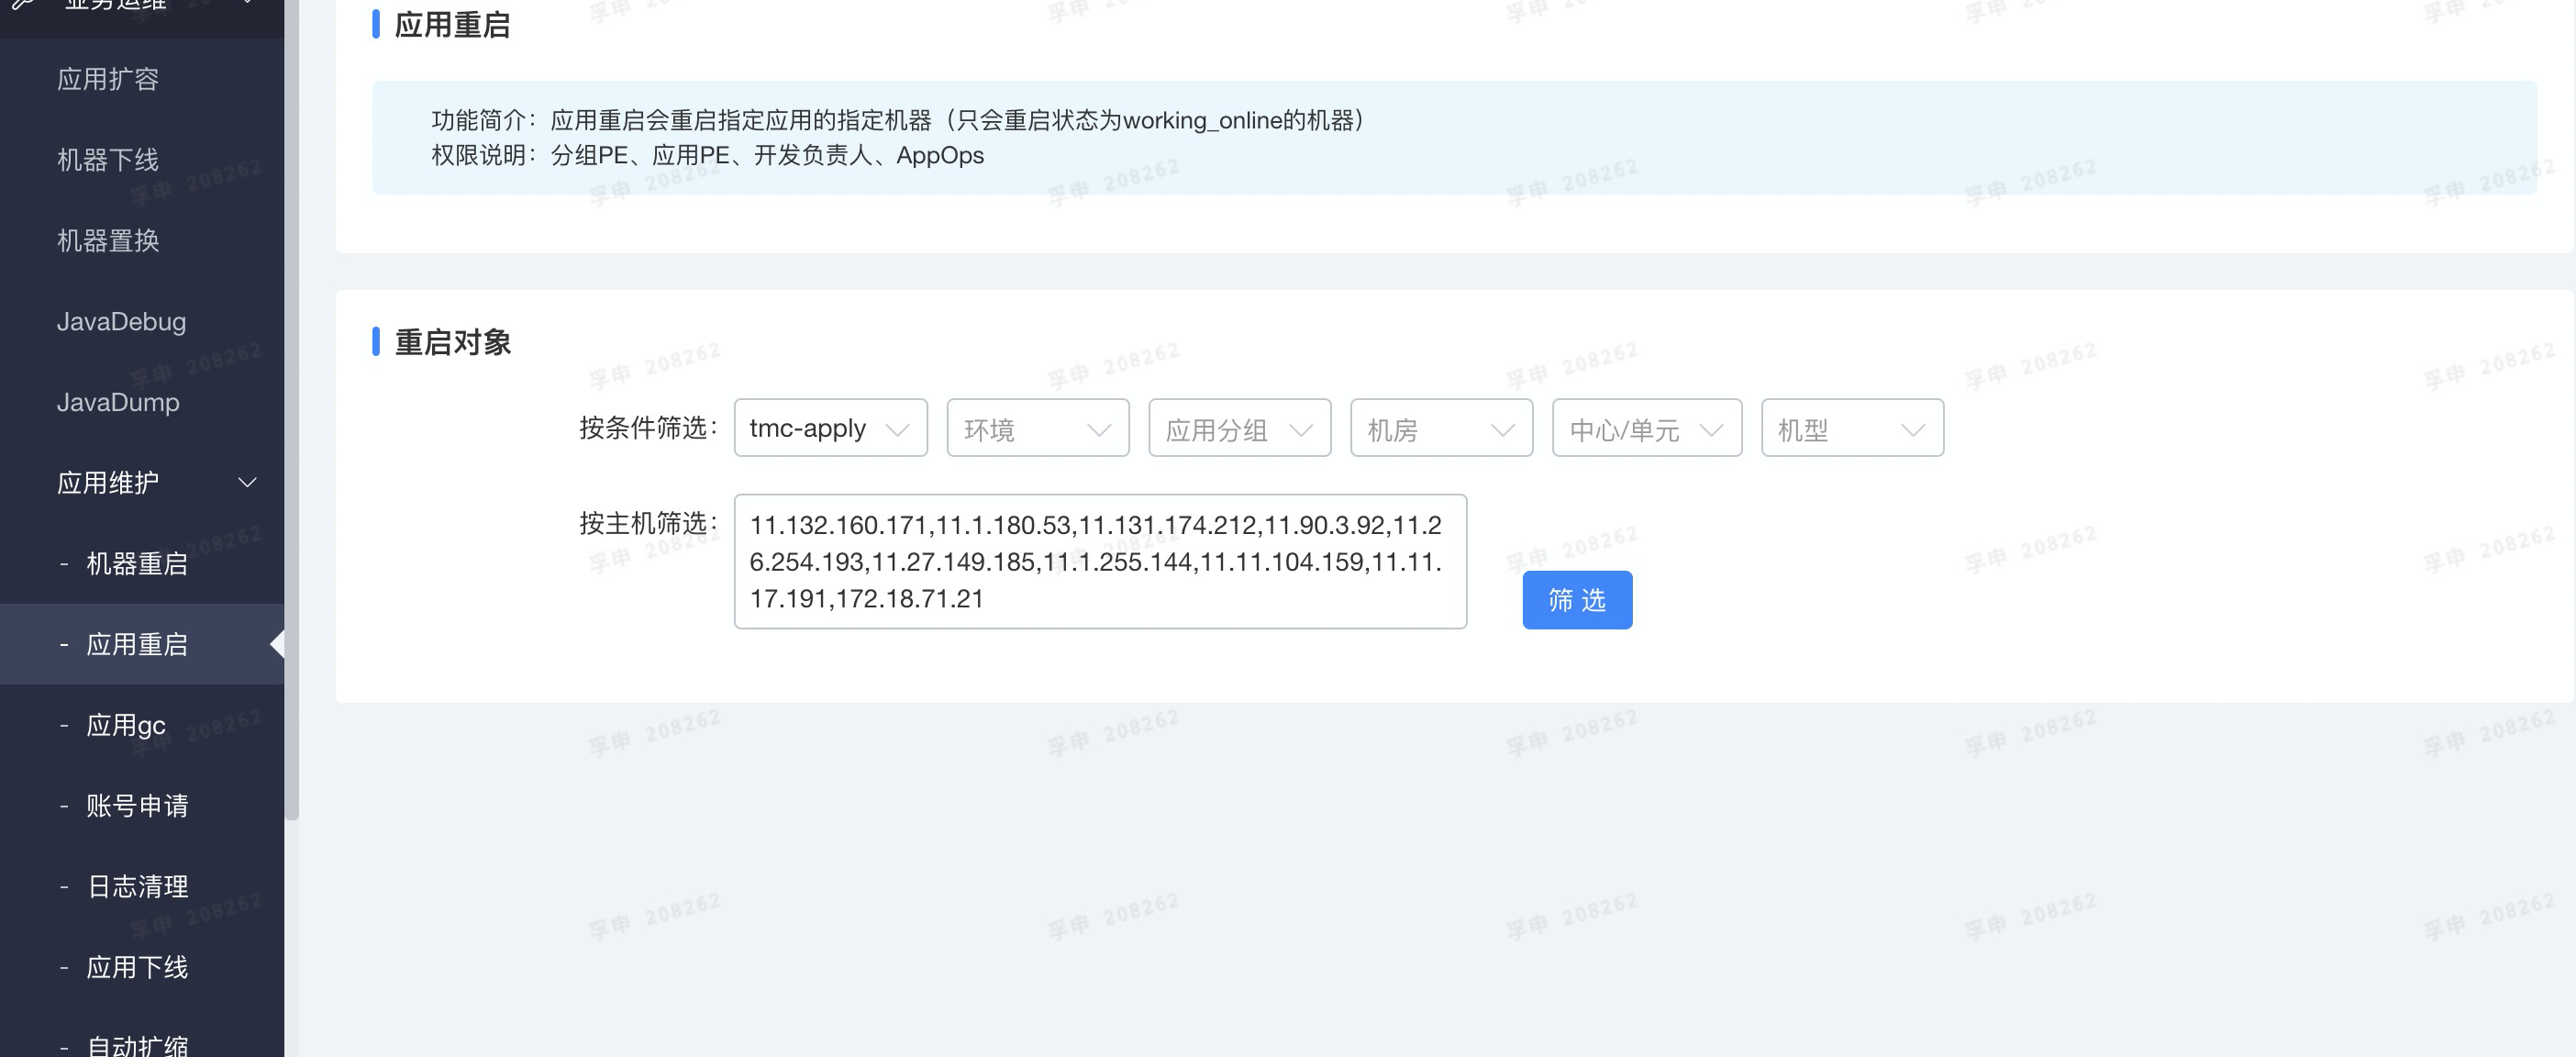 业务运维
应用扩容
机器下线
机器置换
JavaDebug
JavaDump
应用维护
- 机器重启
- 应用重启
- 应用gc
- 账号申请
- 日志清理
- 应用下线
- 自动扩缩
应用重启
功能简介：应用重启会重启指定应用的指定机器（只会重启状态为working_online的机器）
权限说明：分组PE、应用PE、开发负责人、AppOps
重启对象
按条件筛选： tmc-apply 环境 应用分组 机房 中心/单元 机型
按主机筛选： 11.132.160.171,11.1.180.53,11.131.174.212,11.90.3.92,11.2
6.254.193,11.27.149.185,11.1.255.144,11.11.104.159,11.11.
17.191,172.18.71.21
筛 选
孚申 208262